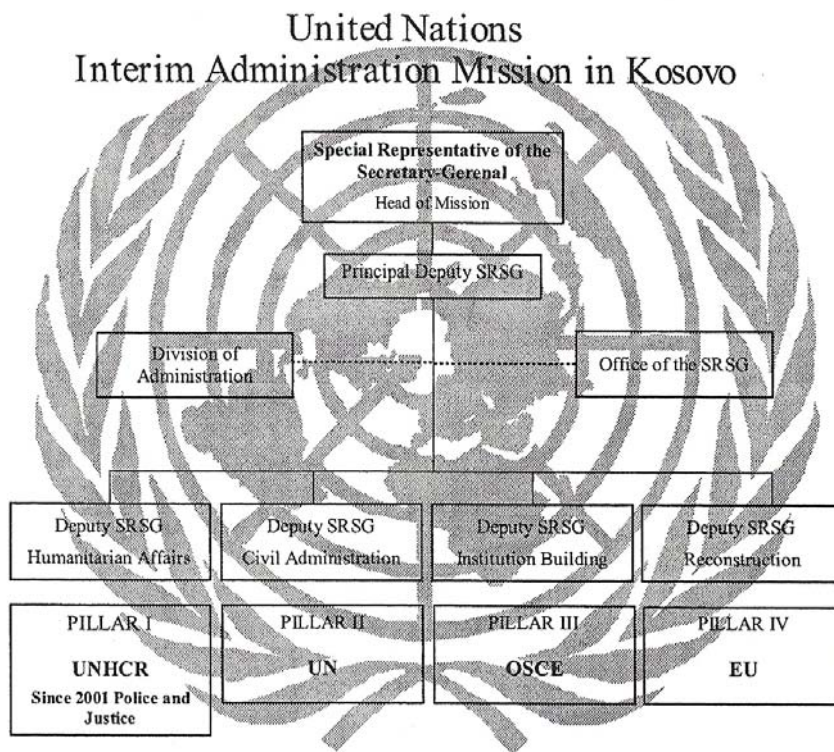 United Nations
Interim Administration Mission in Kosovo
Special Representative of the
Secretary-Gerenal
Head of Mission
Principal Deputy SRSG
Division of
Administration
Office of the SRSG
Deputy SRSG
Humanitarian Affairs
Deputy SRSG
Civil Administration
Deputy SRSG
Institution Building
Deputy SRSG
Reconstruction
PILLAR I
UNHCR
Since 2001 Police and
Justice
PILLAR II
UN
PILLAR III
OSCE
PILLAR IV
EU